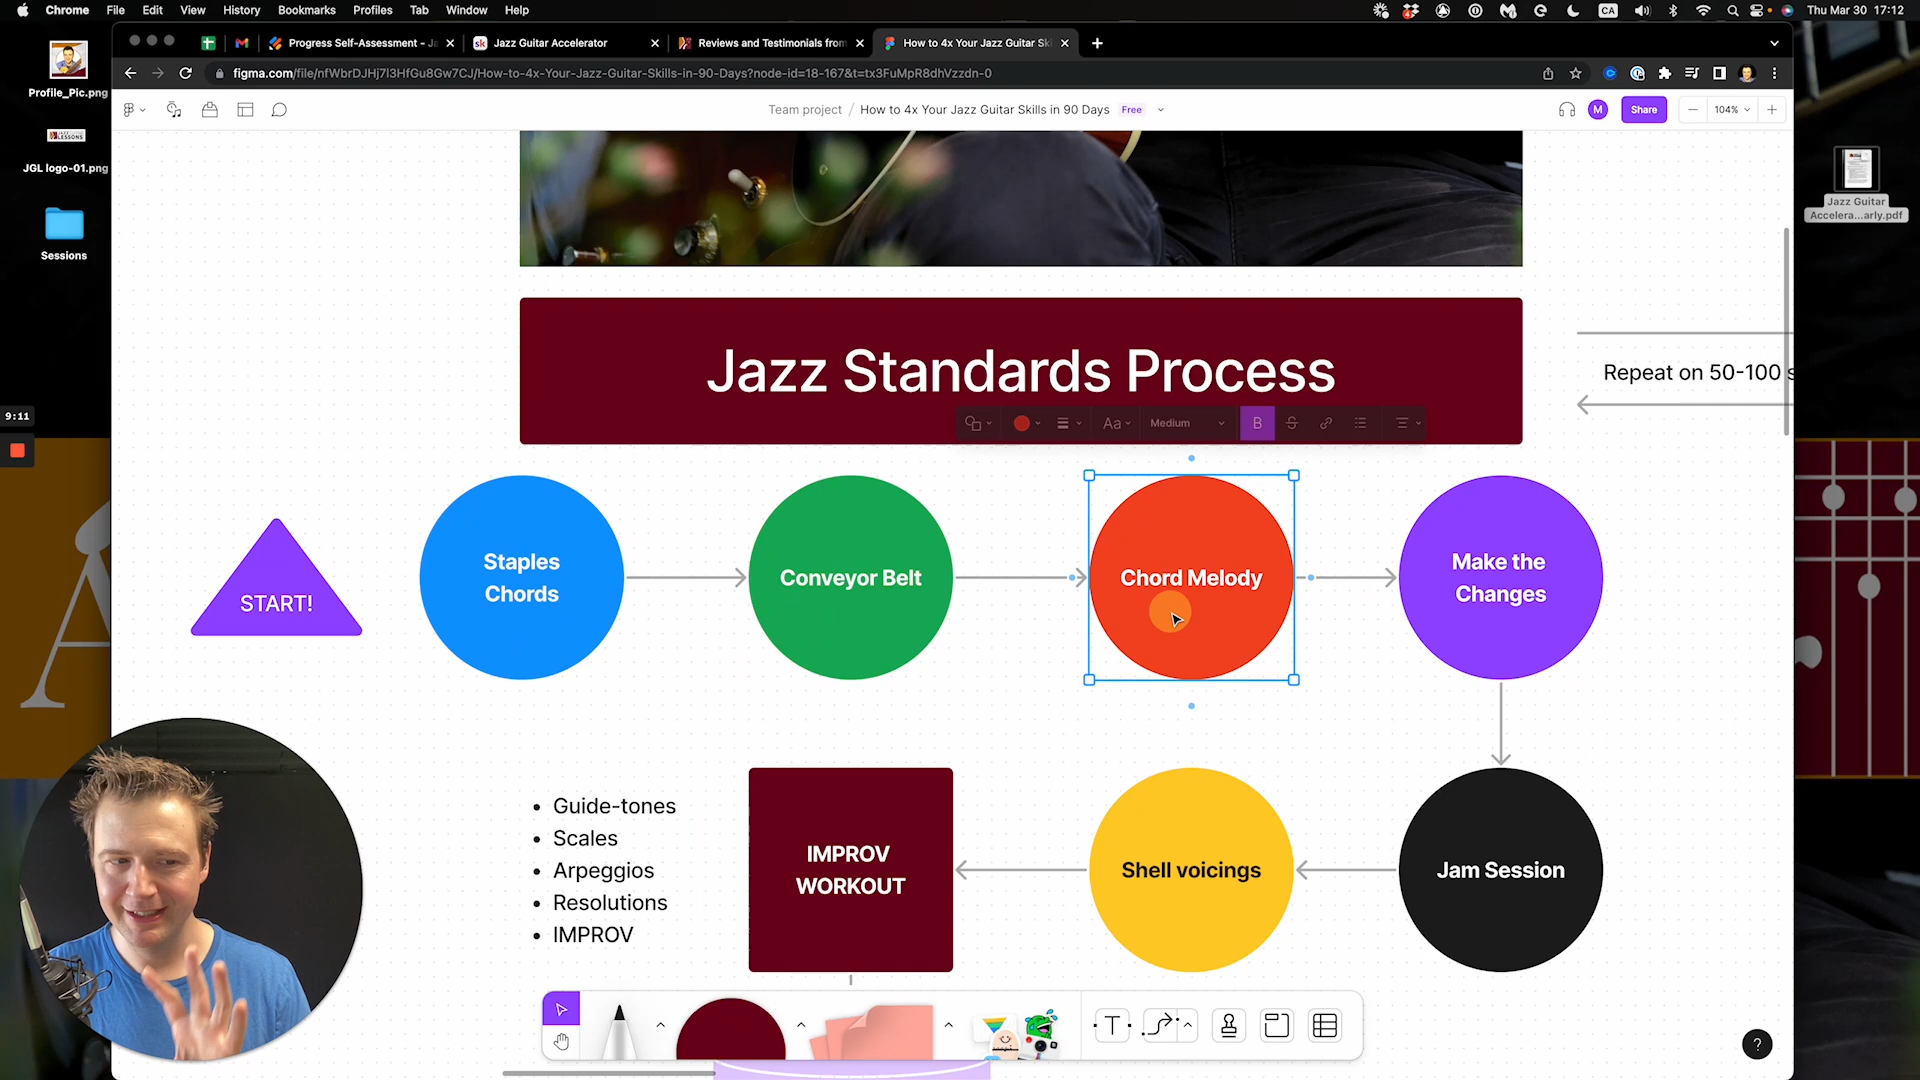 Chrome File Edit View History Bookmarks Profiles Tab Window Help
CA Thu Mar 30 17:12
Progress Self-Assessment - Ja
Jazz Guitar Accelerator
Reviews and Testimonials from
How to 4x Your Jazz Guitar Ski
figma.com/file/nfWbrDJHj7I3HfGu8Gw7CJ/How-to-4x-Your-Jazz-Guitar-Skills-in-90-Days?node-id=18-167&t=tx3FuMpR8dhVzzdn-0
Team project / How to 4x Your Jazz Guitar Skills in 90 Days Free
M
Share
104%
Profile_Pic.png
JGL logo-01.png
Sessions
Jazz Guitar
Accelera...arly.pdf
9:11
Jazz Standards Process
Repeat on 50-100 s
Aa Medium B S
START!
Staples
Chords
Conveyor Belt
Chord Melody
Make the
Changes
Guide-tones
Scales
Arpeggios
Resolutions
IMPROV
IMPROV
WORKOUT
Shell voicings
Jam Session
T
?